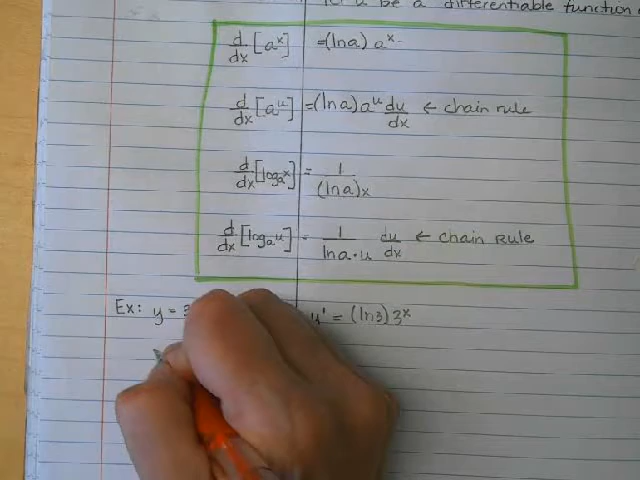 for u be a differentiable function
d/dx [a^x] = (ln a) a^x
d/dx [a^u] = (ln a) a^u du/dx ← chain rule
d/dx [log_a x] = 1/((ln a) x)
d/dx [log_a u] = 1/(ln a · u) du/dx ← chain Rule
Ex: y = 3 y' = (ln 3) 3^x